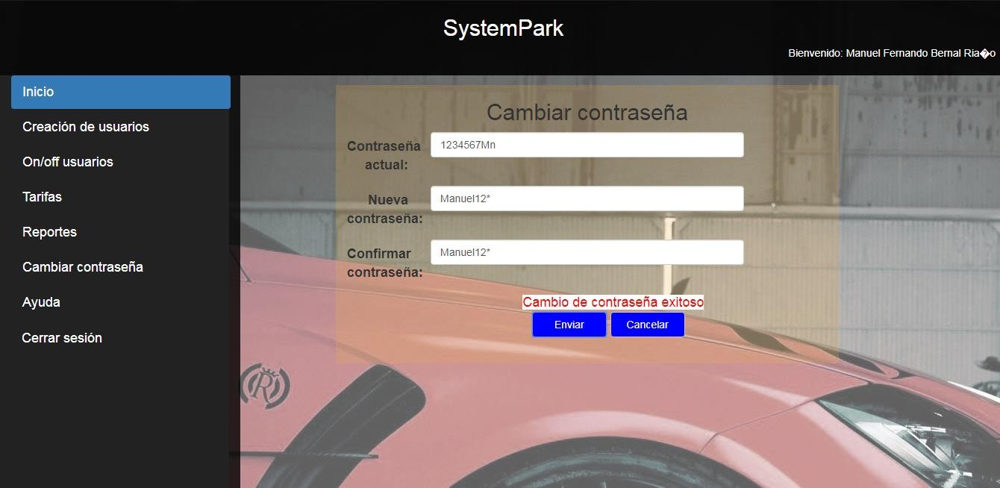 SystemPark
Bienvenido: Manuel Fernando Bernal Ria�o
Inicio
Creación de usuarios
On/off usuarios
Tarifas
Reportes
Cambiar contraseña
Ayuda
Cerrar sesión
Cambiar contraseña
Contraseña
actual:
1234567Mn
Nueva
contraseña:
Manuel12*
Confirmar
contraseña:
Manuel12*
Cambio de contraseña exitoso
Enviar Cancelar
R